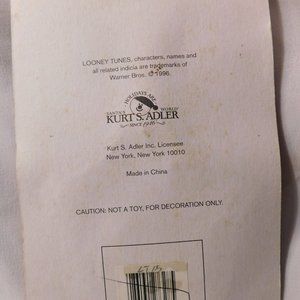 LOONEY TUNES, characters, names and
all related indicia are trademarks of
Warner Bros. © 1996.
HOLIDAYS ARE
SANTA'S WORLD
KURT S. ADLER
SINCE 1946
Kurt S. Adler Inc. Licensee
New York, New York 10010
Made in China
CAUTION: NOT A TOY, FOR DECORATION ONLY.